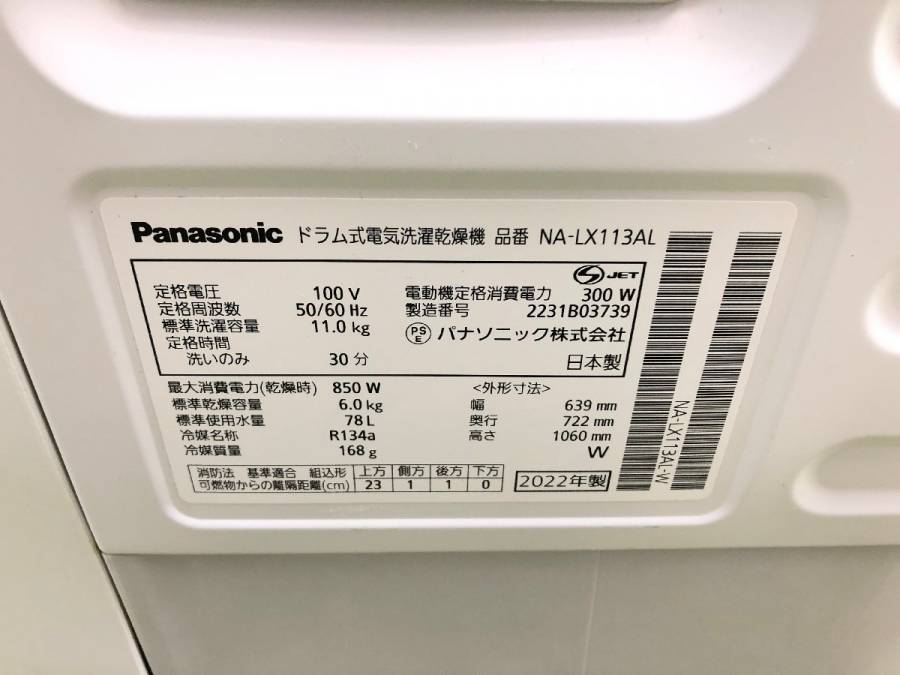 Panasonic ドラム式電気洗濯乾燥機 品番 NA-LX113AL
S JET
定格電圧 100 V 電動機定格消費電力 300 W
定格周波数 50/60 Hz 製造番号 2231B03739
標準洗濯容量 11.0 kg PSE パナソニック株式会社
定格時間
洗いのみ 30 分 日本製
最大消費電力(乾燥時) 850 W <外形寸法>
標準乾燥容量 6.0 kg 幅 639 mm
標準使用水量 78 L 奥行 722 mm
冷媒名称 R134a 高さ 1060 mm
冷媒質量 168 g W
消防法 基準適合 組込形 上方 側方 後方 下方
可燃物からの離隔距離(cm) 23 1 1 0
2022年製
NA-LX113AL-W